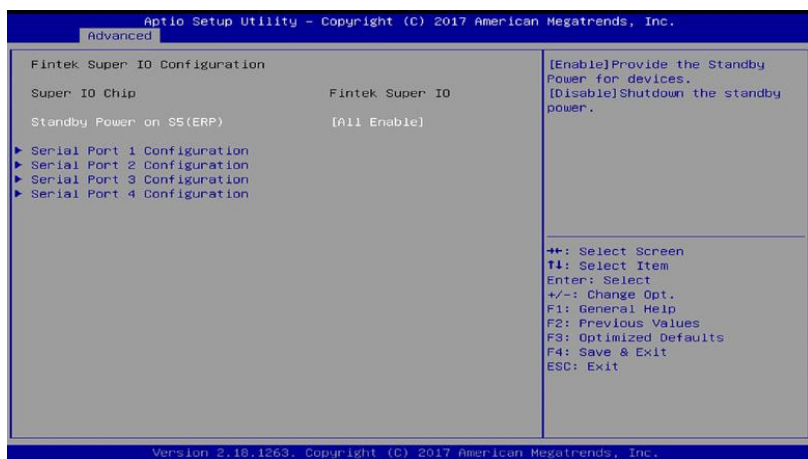 Aptio Setup Utility – Copyright (C) 2017 American Megatrends, Inc.
Advanced
Fintek Super IO Configuration
Super IO Chip Fintek Super IO
Standby Power on S5(ERP) [All Enable]
Serial Port 1 Configuration
Serial Port 2 Configuration
Serial Port 3 Configuration
Serial Port 4 Configuration
[Enable]Provide the Standby
Power for devices.
[Disable]Shutdown the standby
power.
→←: Select Screen
↑↓: Select Item
Enter: Select
+/-: Change Opt.
F1: General Help
F2: Previous Values
F3: Optimized Defaults
F4: Save & Exit
ESC: Exit
Version 2.18.1263. Copyright (C) 2017 American Megatrends, Inc.